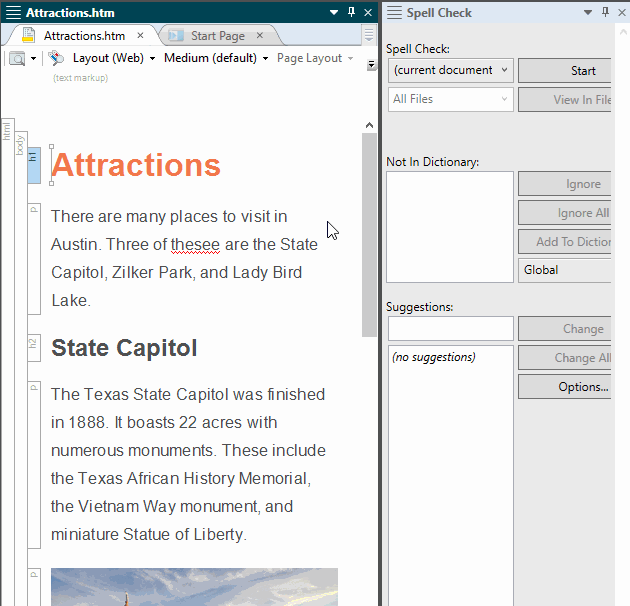 Attractions.htm
Attractions.htm
Start Page
Layout (Web)
Medium (default)
Page Layout
(text markup)
html
body
h1
Attractions
p
There are many places to visit in
Austin. Three of thesee are the State
Capitol, Zilker Park, and Lady Bird
Lake.
h2
State Capitol
p
The Texas State Capitol was finished
in 1888. It boasts 22 acres with
numerous monuments. These include
the Texas African History Memorial,
the Vietnam Way monument, and
miniature Statue of Liberty.
p
Spell Check
Spell Check:
(current document
Start
All Files
View In File
Not In Dictionary:
Ignore
Ignore All
Add To Diction
Global
Suggestions:
Change
(no suggestions)
Change All
Options...